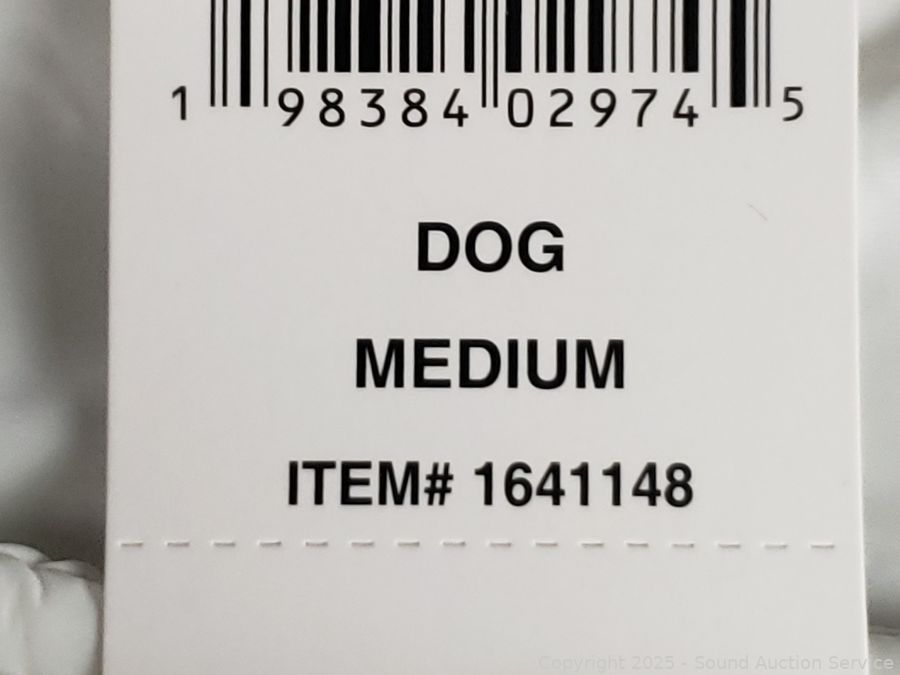 1 98384 02974 5
DOG
MEDIUM
ITEM# 1641148
Copyright 2025 - Sound Auction Service